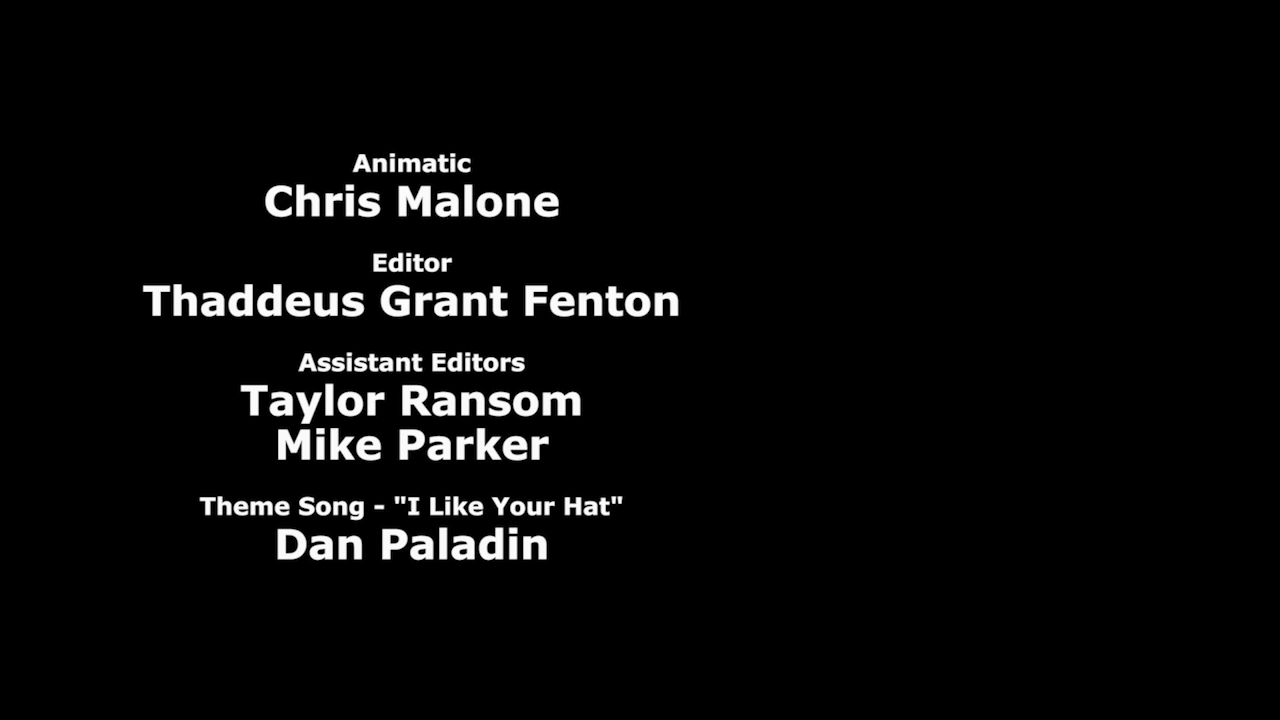 Animatic
Chris Malone
Editor
Thaddeus Grant Fenton
Assistant Editors
Taylor Ransom
Mike Parker
Theme Song - "I Like Your Hat"
Dan Paladin